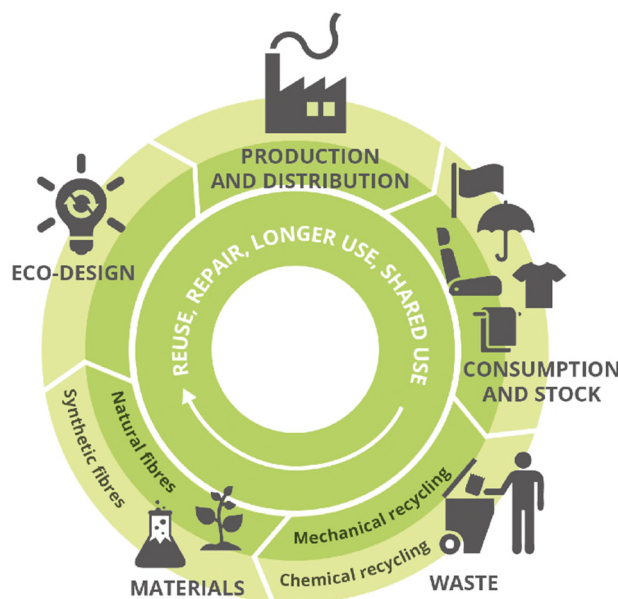 PRODUCTION
AND DISTRIBUTION
ECO-DESIGN
REUSE, REPAIR, LONGER USE, SHARED USE
CONSUMPTION
AND STOCK
Synthetic fibres
Natural fibres
Mechanical recycling
Chemical recycling
MATERIALS
WASTE